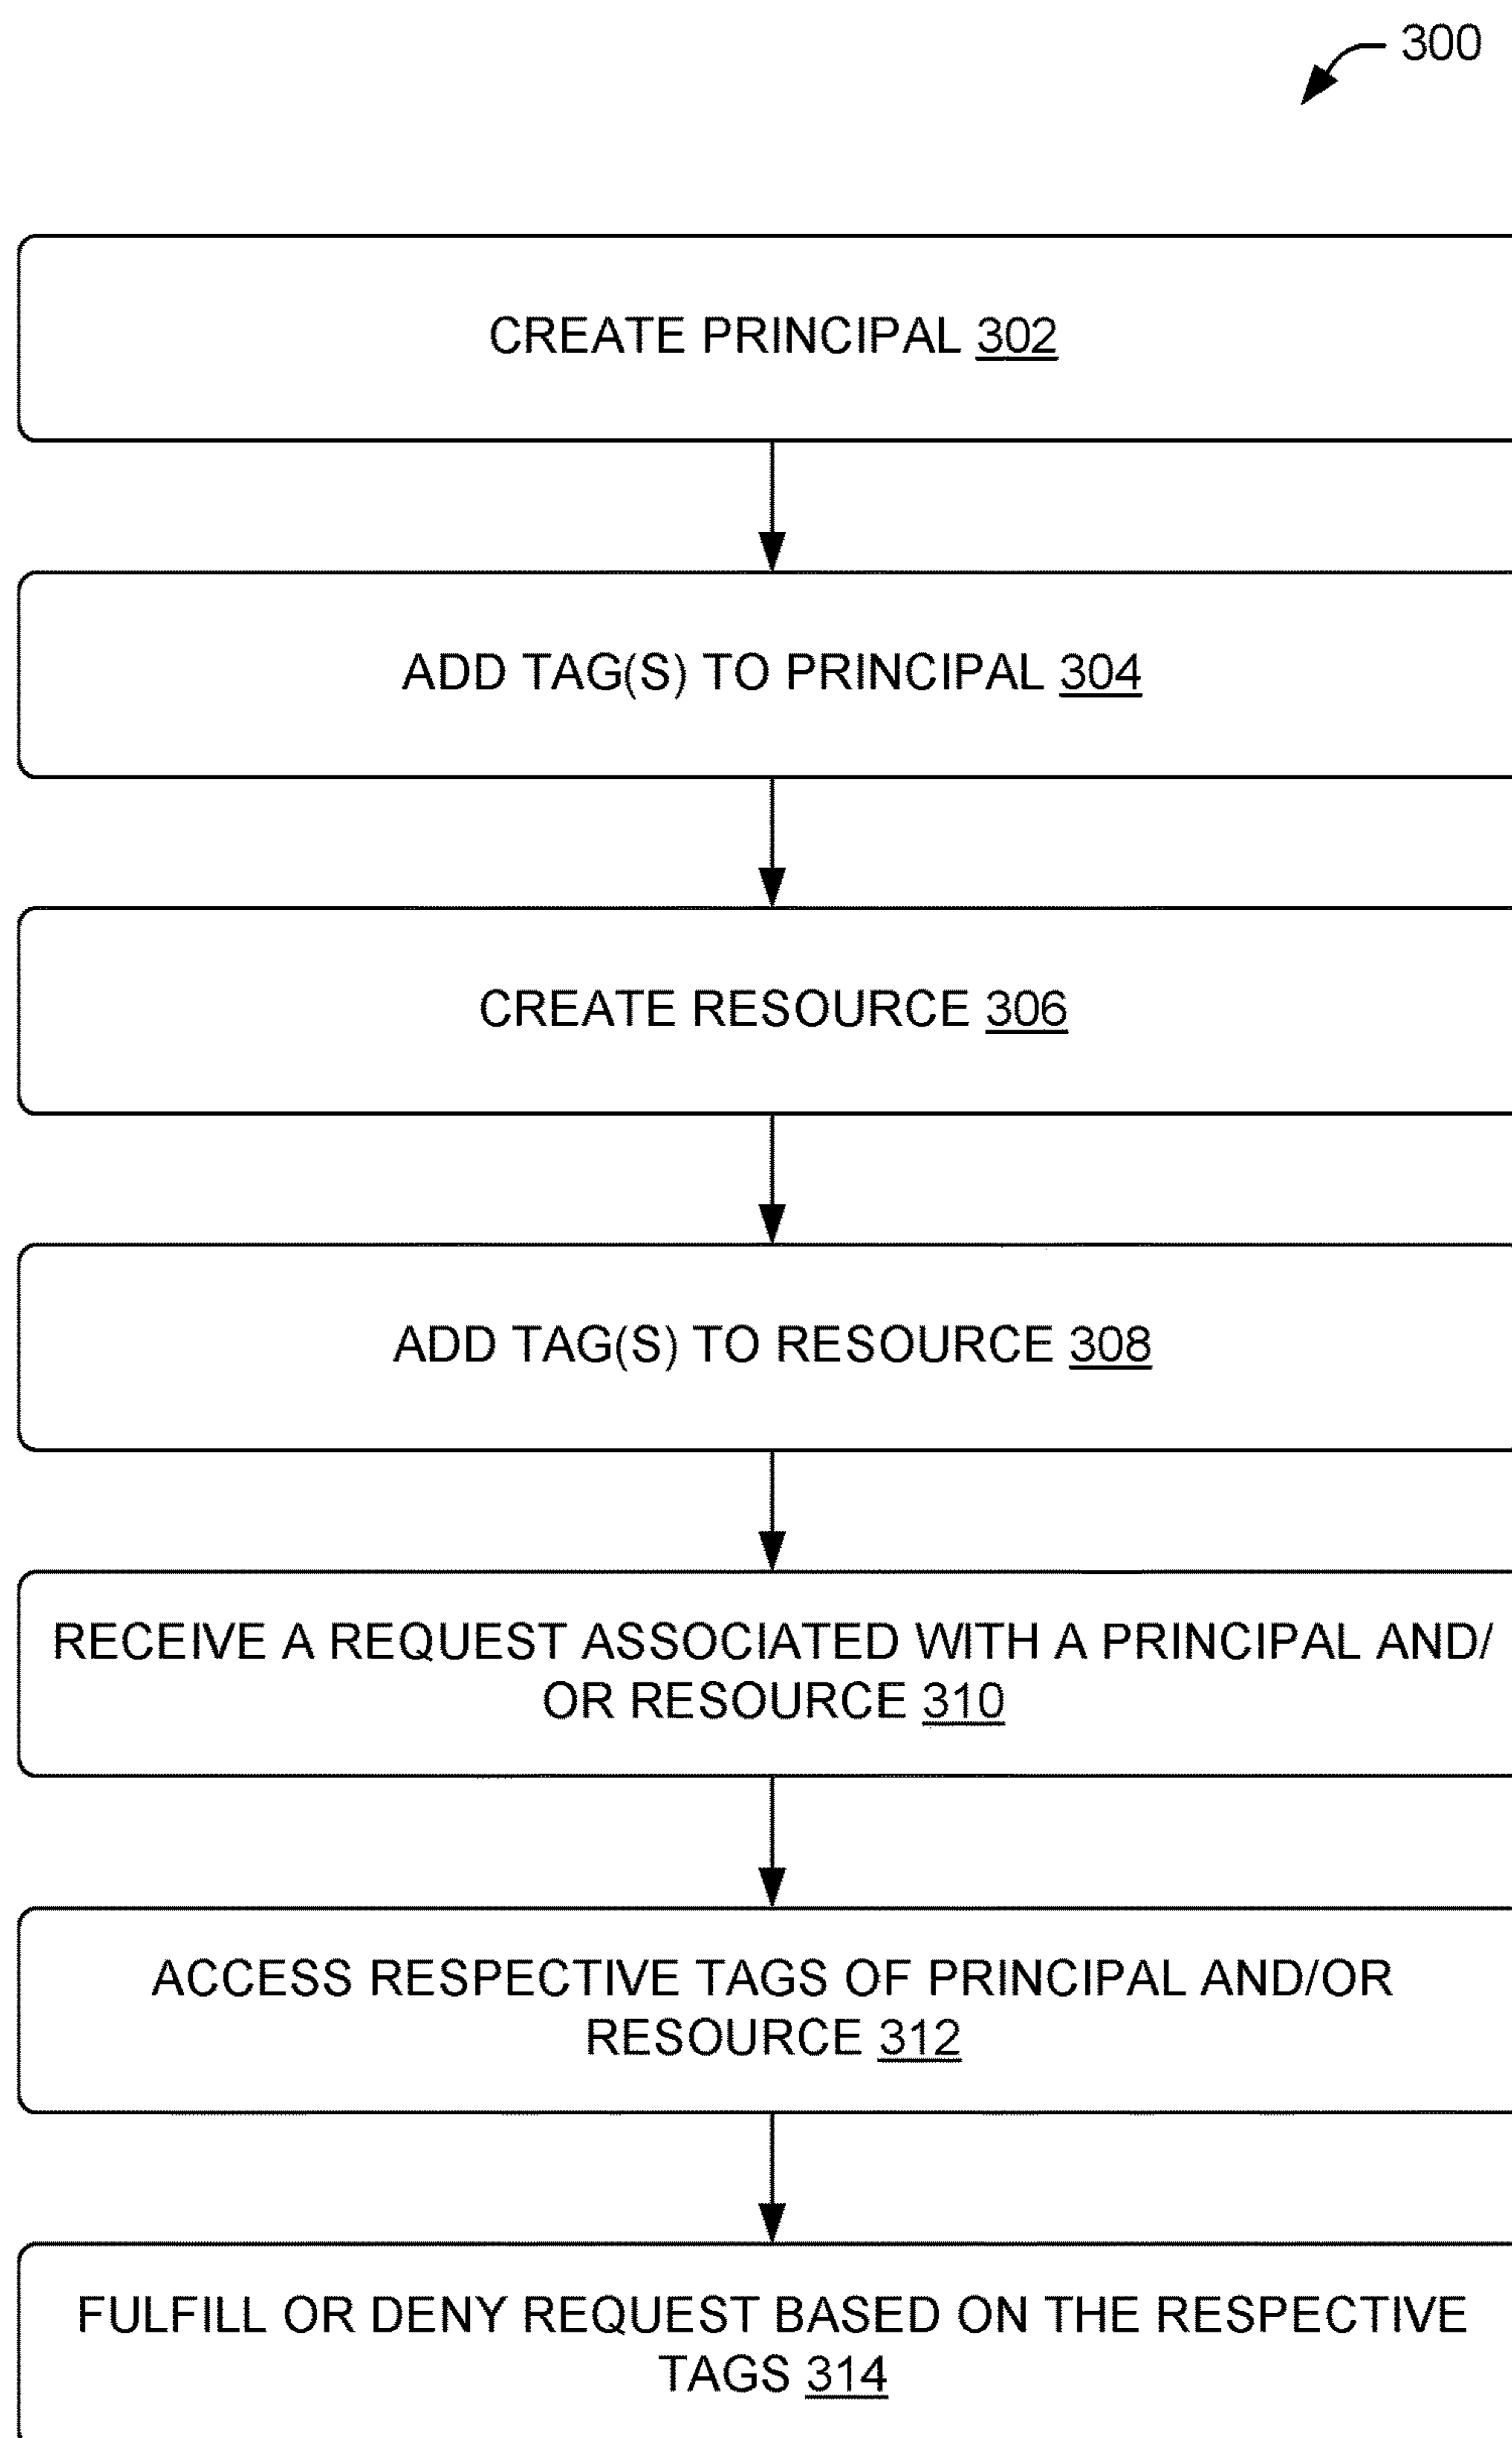 300
CREATE PRINCIPAL 302
ADD TAG(S) TO PRINCIPAL 304
CREATE RESOURCE 306
ADD TAG(S) TO RESOURCE 308
RECEIVE A REQUEST ASSOCIATED WITH A PRINCIPAL AND/
OR RESOURCE 310
ACCESS RESPECTIVE TAGS OF PRINCIPAL AND/OR
RESOURCE 312
FULFILL OR DENY REQUEST BASED ON THE RESPECTIVE
TAGS 314